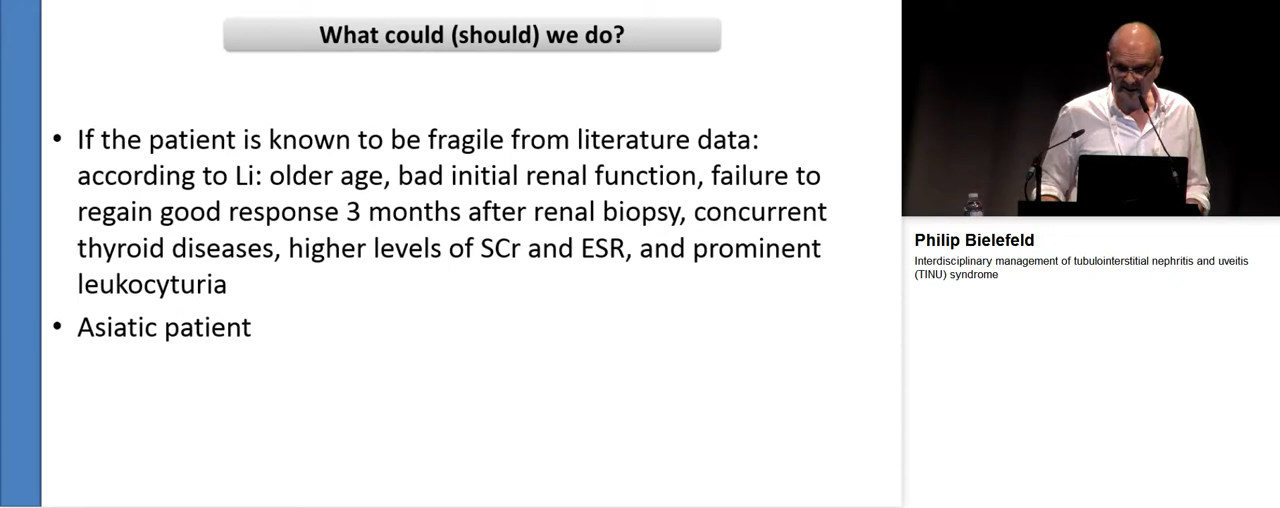 What could (should) we do?
• If the patient is known to be fragile from literature data:
according to Li: older age, bad initial renal function, failure to
regain good response 3 months after renal biopsy, concurrent
thyroid diseases, higher levels of SCr and ESR, and prominent
leukocyturia
• Asiatic patient
Philip Bielefeld
Interdisciplinary management of tubulointerstitial nephritis and uveitis
(TINU) syndrome